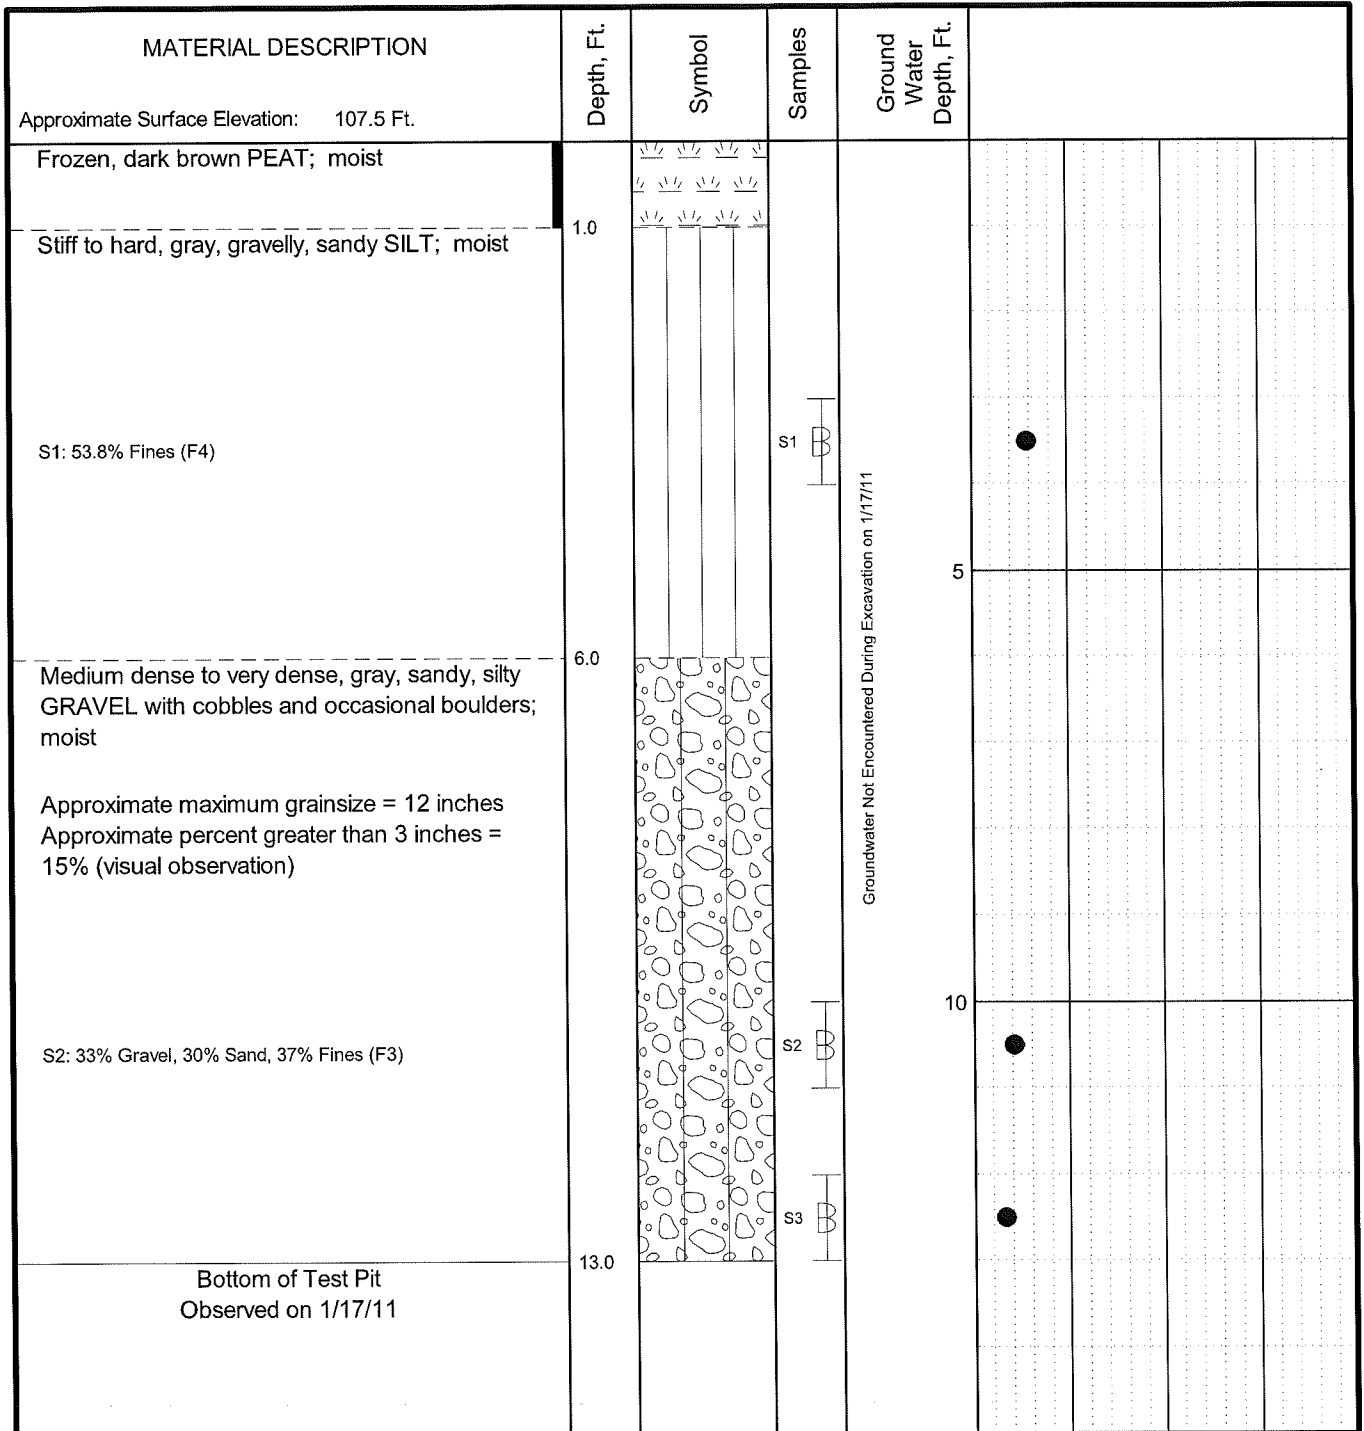 MATERIAL DESCRIPTION
Approximate Surface Elevation: 107.5 Ft.
Depth, Ft.
Symbol
Samples
Ground
Water
Depth, Ft.
Frozen, dark brown PEAT; moist
1.0
Stiff to hard, gray, gravelly, sandy SILT; moist
S1: 53.8% Fines (F4)
S1 B
Groundwater Not Encountered During Excavation on 1/17/11
5
6.0
Medium dense to very dense, gray, sandy, silty
GRAVEL with cobbles and occasional boulders;
moist
Approximate maximum grainsize = 12 inches
Approximate percent greater than 3 inches =
15% (visual observation)
10
S2: 33% Gravel, 30% Sand, 37% Fines (F3)
S2 B
S3 B
13.0
Bottom of Test Pit
Observed on 1/17/11